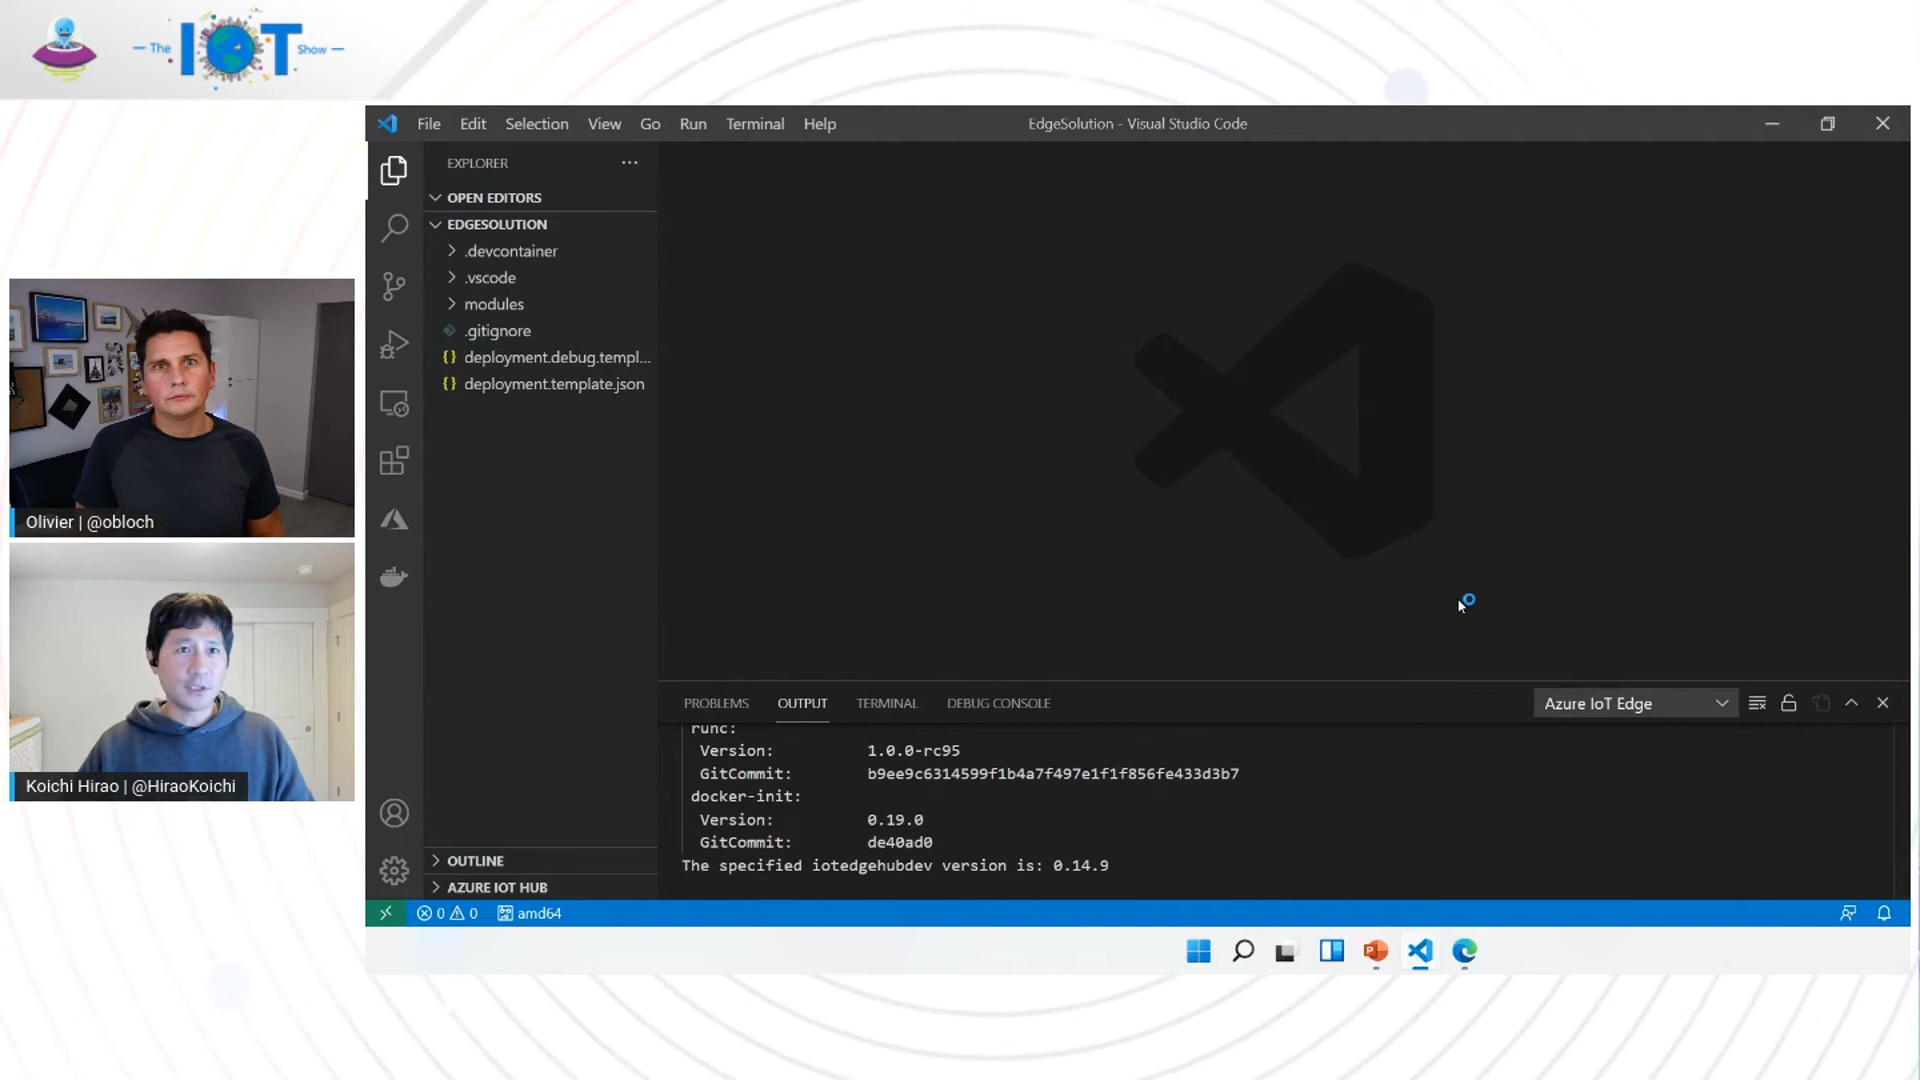 The IOT Show
File Edit Selection View Go Run Terminal Help
EdgeSolution - Visual Studio Code
EXPLORER
OPEN EDITORS
EDGESOLUTION
.devcontainer
.vscode
modules
.gitignore
deployment.debug.templ...
deployment.template.json
OUTLINE
AZURE IOT HUB
PROBLEMS OUTPUT TERMINAL DEBUG CONSOLE
Azure IoT Edge
runc:
Version: 1.0.0-rc95
GitCommit: b9ee9c6314599f1b4a7f497e1f1f856fe433d3b7
docker-init:
Version: 0.19.0
GitCommit: de40ad0
The specified iotedgehubdev version is: 0.14.9
0 0 amd64
Olivier | @obloch
Koichi Hirao | @HiraoKoichi